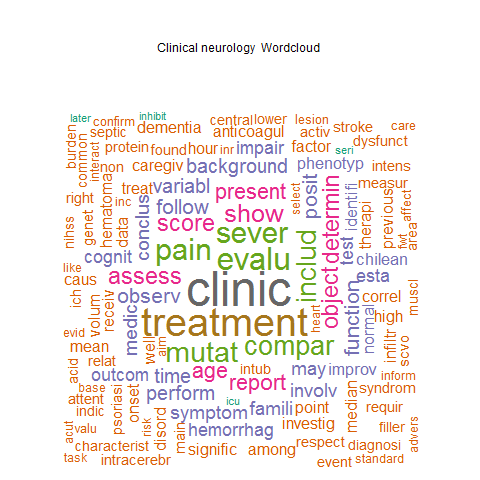 Clinical neurology Wordcloud
later
confirm
inhibit
central
lower
lesion
care
burden
septic
dementia
anticoagul
activ
stroke
common
protein
found
hour
inr
impair
factor
seri
dysfunct
interact
non
caregiv
background
phenotyp
intens
right
genet
hematoma
treat
variabl
present
select
posit
identifi
measur
inc
follow
score
show
determin
therapi
previous
affect
nihss
data
conclus
pain
sever
test
fwt
area
cognit
evalu
includ
object
chilean
like
caus
assess
clinic
esta
muscl
ich
volum
receiv
medic
observ
heart
function
normal
correl
high
evid
treatment
infiltr
scvo
mean
well
aim
mutat
compar
acid
relat
age
intub
may
improv
inform
outcom
time
report
involv
median
syndrom
base
attent
psoriasi
onset
perform
icu
famili
point
requir
indic
disord
risk
symptom
acut
valu
main
hemorrhag
investig
filler
advers
characterist
signific
among
respect
diagnosi
task
intracerebr
event
standard